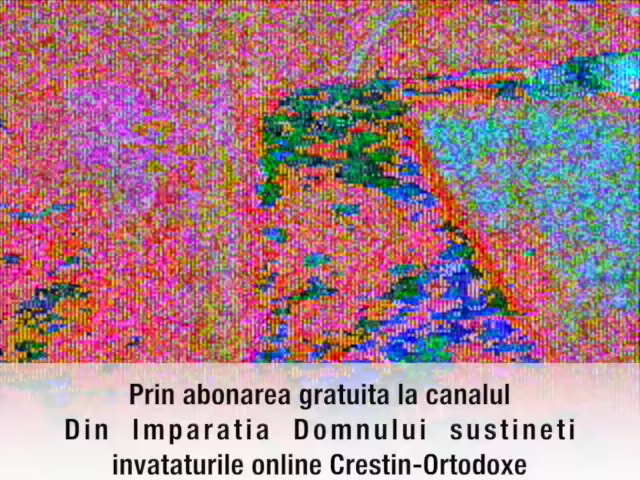 Prin abonarea gratuita la canalul
Din Imparatia Domnului sustineti
invataturile online Crestin-Ortodoxe